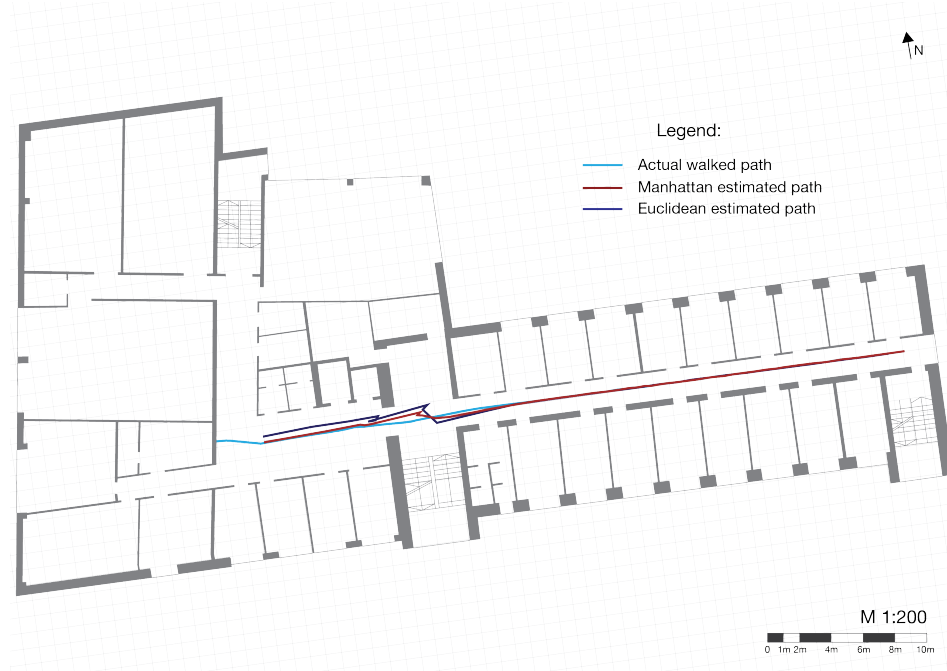 N
Legend:
Actual walked path
Manhattan estimated path
Euclidean estimated path
M 1:200
0 1m 2m 4m 6m 8m 10m